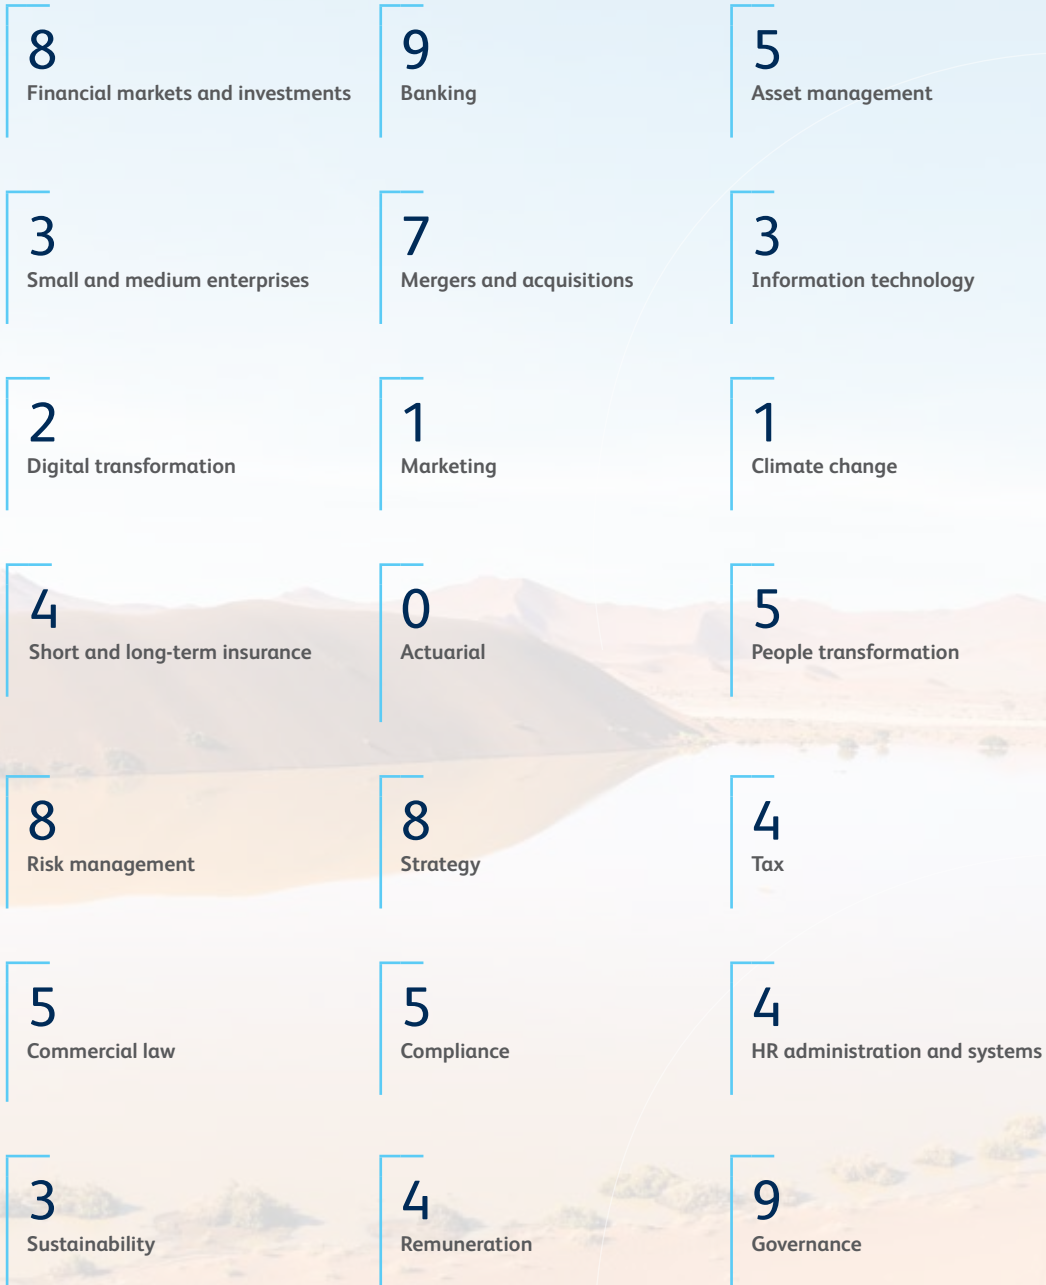 8
Financial markets and investments
9
Banking
5
Asset management
3
Small and medium enterprises
7
Mergers and acquisitions
3
Information technology
2
Digital transformation
1
Marketing
1
Climate change
4
Short and long-term insurance
0
Actuarial
5
People transformation
8
Risk management
8
Strategy
4
Tax
5
Commercial law
5
Compliance
4
HR administration and systems
3
Sustainability
4
Remuneration
9
Governance